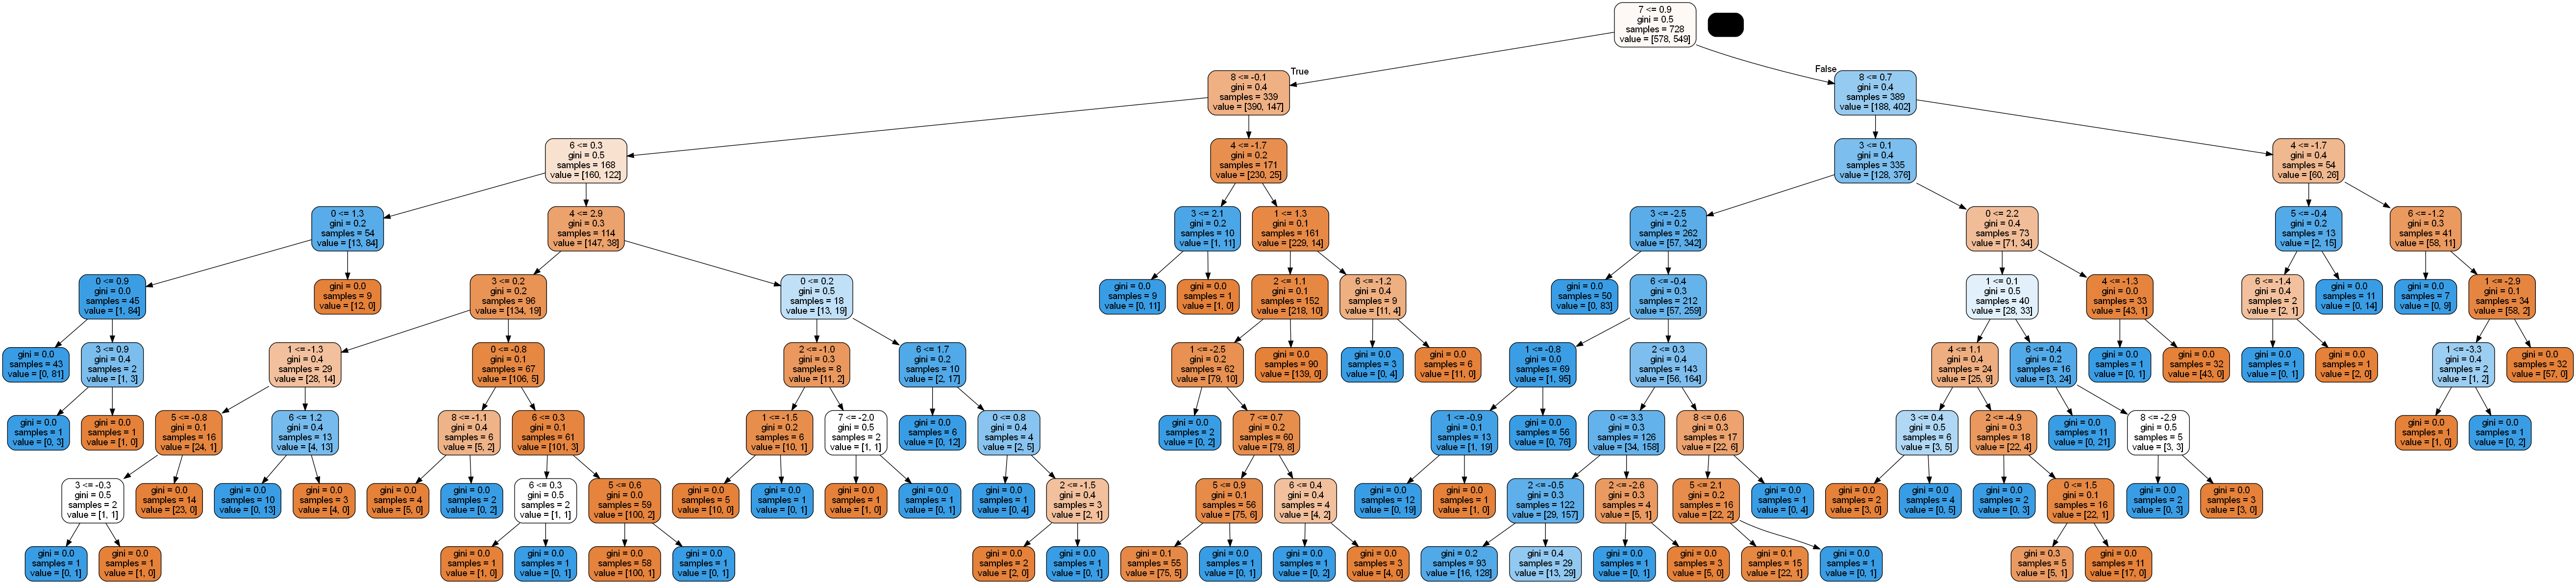 7 <= 0.9
gini = 0.5
samples = 728
value = [578, 549]
True
False
8 <= -0.1
gini = 0.4
samples = 339
value = [390, 147]
8 <= 0.7
gini = 0.4
samples = 389
value = [188, 402]
6 <= 0.3
gini = 0.5
samples = 168
value = [160, 122]
4 <= -1.7
gini = 0.2
samples = 171
value = [230, 25]
3 <= 0.1
gini = 0.4
samples = 335
value = [128, 376]
4 <= -1.7
gini = 0.4
samples = 54
value = [60, 26]
0 <= 1.3
gini = 0.2
samples = 54
value = [13, 84]
4 <= 2.9
gini = 0.3
samples = 114
value = [147, 38]
3 <= 2.1
gini = 0.2
samples = 10
value = [1, 11]
1 <= 1.3
gini = 0.1
samples = 161
value = [229, 14]
3 <= -2.5
gini = 0.2
samples = 262
value = [57, 342]
0 <= 2.2
gini = 0.4
samples = 73
value = [71, 34]
5 <= -0.4
gini = 0.2
samples = 13
value = [2, 15]
6 <= -1.2
gini = 0.3
samples = 41
value = [58, 11]
0 <= 0.9
gini = 0.0
samples = 45
value = [1, 84]
gini = 0.0
samples = 9
value = [12, 0]
3 <= 0.2
gini = 0.2
samples = 96
value = [134, 19]
0 <= 0.2
gini = 0.5
samples = 18
value = [13, 19]
gini = 0.0
samples = 9
value = [0, 11]
gini = 0.0
samples = 1
value = [1, 0]
2 <= 1.1
gini = 0.1
samples = 152
value = [218, 10]
6 <= -1.2
gini = 0.4
samples = 9
value = [11, 4]
gini = 0.0
samples = 50
value = [0, 83]
6 <= -0.4
gini = 0.3
samples = 212
value = [57, 259]
1 <= 0.1
gini = 0.5
samples = 40
value = [28, 33]
4 <= -1.3
gini = 0.0
samples = 33
value = [43, 1]
6 <= -1.4
gini = 0.4
samples = 2
value = [2, 1]
gini = 0.0
samples = 11
value = [0, 14]
gini = 0.0
samples = 7
value = [0, 9]
1 <= -2.9
gini = 0.1
samples = 34
value = [58, 2]
gini = 0.0
samples = 43
value = [0, 81]
3 <= 0.9
gini = 0.4
samples = 2
value = [1, 3]
1 <= -1.3
gini = 0.4
samples = 29
value = [28, 14]
0 <= -0.8
gini = 0.1
samples = 67
value = [106, 5]
2 <= -1.0
gini = 0.3
samples = 8
value = [11, 2]
6 <= 1.7
gini = 0.2
samples = 10
value = [2, 17]
1 <= -2.5
gini = 0.2
samples = 62
value = [79, 10]
gini = 0.0
samples = 90
value = [139, 0]
gini = 0.0
samples = 3
value = [0, 4]
gini = 0.0
samples = 6
value = [11, 0]
1 <= -0.8
gini = 0.0
samples = 69
value = [1, 95]
2 <= 0.3
gini = 0.4
samples = 143
value = [56, 164]
4 <= 1.1
gini = 0.4
samples = 24
value = [25, 9]
6 <= -0.4
gini = 0.2
samples = 16
value = [3, 24]
gini = 0.0
samples = 1
value = [0, 1]
gini = 0.0
samples = 32
value = [43, 0]
gini = 0.0
samples = 1
value = [0, 1]
gini = 0.0
samples = 1
value = [2, 0]
1 <= -3.3
gini = 0.4
samples = 2
value = [1, 2]
gini = 0.0
samples = 32
value = [57, 0]
gini = 0.0
samples = 1
value = [0, 3]
gini = 0.0
samples = 1
value = [1, 0]
5 <= -0.8
gini = 0.1
samples = 16
value = [24, 1]
6 <= 1.2
gini = 0.4
samples = 13
value = [4, 13]
8 <= -1.1
gini = 0.4
samples = 6
value = [5, 2]
6 <= 0.3
gini = 0.1
samples = 61
value = [101, 3]
1 <= -1.5
gini = 0.2
samples = 6
value = [10, 1]
7 <= -2.0
gini = 0.5
samples = 2
value = [1, 1]
gini = 0.0
samples = 6
value = [0, 12]
0 <= 0.8
gini = 0.4
samples = 4
value = [2, 5]
gini = 0.0
samples = 2
value = [0, 2]
7 <= 0.7
gini = 0.2
samples = 60
value = [79, 8]
1 <= -0.9
gini = 0.1
samples = 13
value = [1, 19]
gini = 0.0
samples = 56
value = [0, 76]
0 <= 3.3
gini = 0.3
samples = 126
value = [34, 158]
8 <= 0.6
gini = 0.3
samples = 17
value = [22, 6]
3 <= 0.4
gini = 0.5
samples = 6
value = [3, 5]
2 <= -4.9
gini = 0.3
samples = 18
value = [22, 4]
gini = 0.0
samples = 11
value = [0, 21]
8 <= -2.9
gini = 0.5
samples = 5
value = [3, 3]
gini = 0.0
samples = 1
value = [1, 0]
gini = 0.0
samples = 1
value = [0, 2]
3 <= -0.3
gini = 0.5
samples = 2
value = [1, 1]
gini = 0.0
samples = 14
value = [23, 0]
gini = 0.0
samples = 10
value = [0, 13]
gini = 0.0
samples = 3
value = [4, 0]
gini = 0.0
samples = 4
value = [5, 0]
gini = 0.0
samples = 2
value = [0, 2]
6 <= 0.3
gini = 0.5
samples = 2
value = [1, 1]
5 <= 0.6
gini = 0.0
samples = 59
value = [100, 2]
gini = 0.0
samples = 5
value = [10, 0]
gini = 0.0
samples = 1
value = [0, 1]
gini = 0.0
samples = 1
value = [1, 0]
gini = 0.0
samples = 1
value = [0, 1]
gini = 0.0
samples = 1
value = [0, 4]
2 <= -1.5
gini = 0.4
samples = 3
value = [2, 1]
5 <= 0.9
gini = 0.1
samples = 56
value = [75, 6]
6 <= 0.4
gini = 0.4
samples = 4
value = [4, 2]
gini = 0.0
samples = 12
value = [0, 19]
gini = 0.0
samples = 1
value = [1, 0]
2 <= -0.5
gini = 0.3
samples = 122
value = [29, 157]
2 <= -2.6
gini = 0.3
samples = 4
value = [5, 1]
5 <= 2.1
gini = 0.2
samples = 16
value = [22, 2]
gini = 0.0
samples = 1
value = [0, 4]
gini = 0.0
samples = 2
value = [3, 0]
gini = 0.0
samples = 4
value = [0, 5]
gini = 0.0
samples = 2
value = [0, 3]
0 <= 1.5
gini = 0.1
samples = 16
value = [22, 1]
gini = 0.0
samples = 2
value = [0, 3]
gini = 0.0
samples = 3
value = [3, 0]
gini = 0.0
samples = 1
value = [0, 1]
gini = 0.0
samples = 1
value = [1, 0]
gini = 0.0
samples = 1
value = [1, 0]
gini = 0.0
samples = 1
value = [0, 1]
gini = 0.0
samples = 58
value = [100, 1]
gini = 0.0
samples = 1
value = [0, 1]
gini = 0.0
samples = 2
value = [2, 0]
gini = 0.0
samples = 1
value = [0, 1]
gini = 0.1
samples = 55
value = [75, 5]
gini = 0.0
samples = 1
value = [0, 1]
gini = 0.0
samples = 1
value = [0, 2]
gini = 0.0
samples = 3
value = [4, 0]
gini = 0.2
samples = 93
value = [16, 128]
gini = 0.4
samples = 29
value = [13, 29]
gini = 0.0
samples = 1
value = [0, 1]
gini = 0.0
samples = 3
value = [5, 0]
gini = 0.1
samples = 15
value = [22, 1]
gini = 0.0
samples = 1
value = [0, 1]
gini = 0.3
samples = 5
value = [5, 1]
gini = 0.0
samples = 11
value = [17, 0]